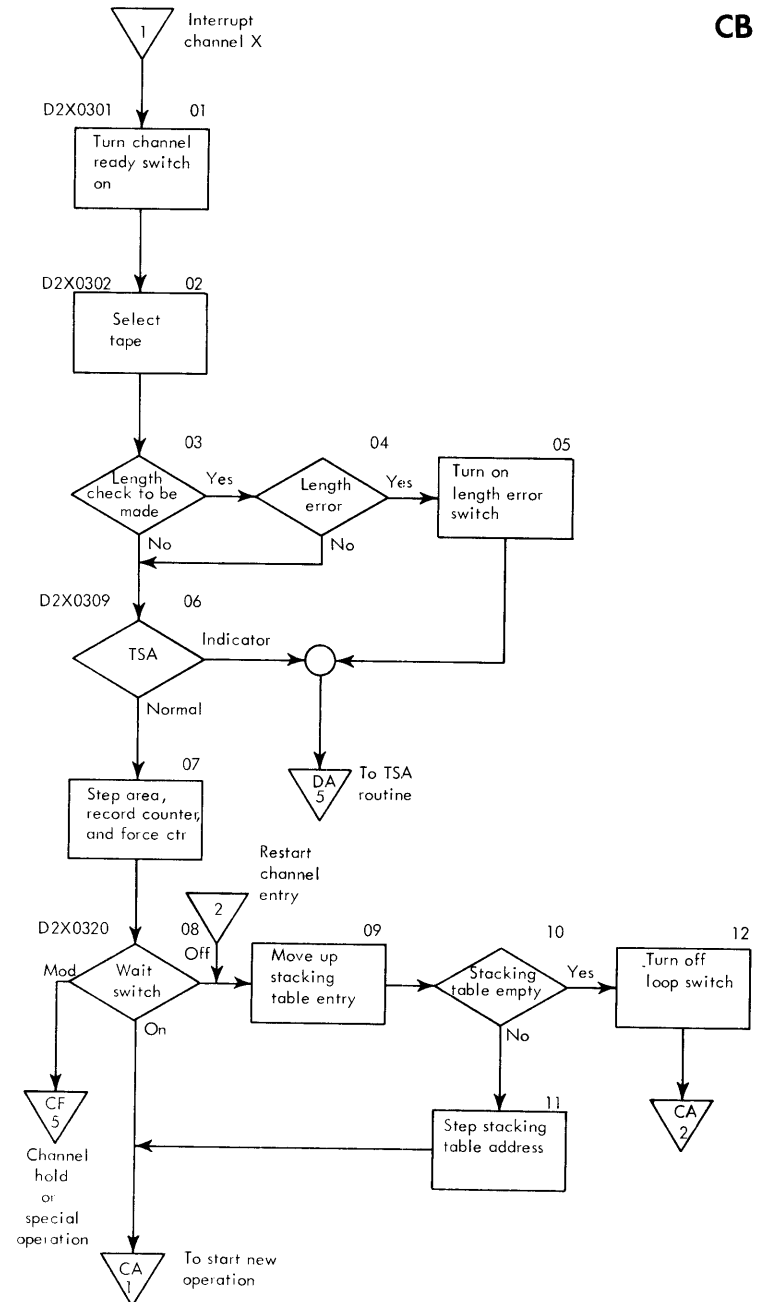 CB
1
Interrupt
channel X
D2X0301
01
Turn channel
ready switch
on
D2X0302
02
Select
tape
03
Length
check to be
made
Yes
No
04
Length
error
Yes
No
05
Turn on
length error
switch
D2X0309
06
TSA
Indicator
Normal
DA
5
To TSA
routine
07
Step area,
record counter,
and force ctr
Restart
channel
entry
2
D2X0320
08
Wait
switch
Mod
Off
On
09
Move up
stacking
table entry
10
Stacking
table empty
Yes
No
12
Turn off
loop switch
CA
2
11
Step stacking
table address
CF
5
Channel
hold
or
special
operation
CA
1
To start new
operation